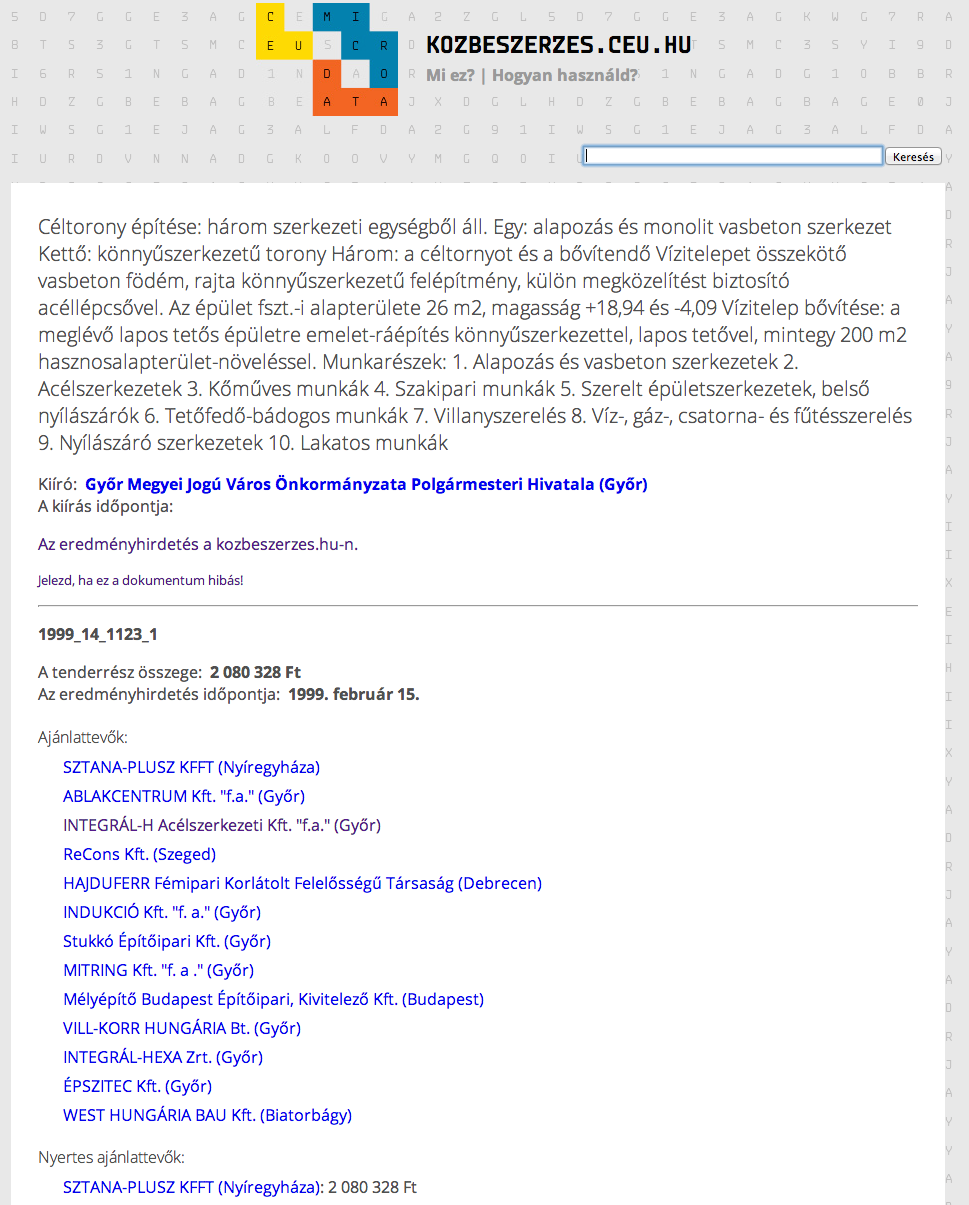 CEU MICRO DATA
KOZBESZERZES.CEU.HU
Mi ez? | Hogyan használd?
Keresés
Céltorony építése: három szerkezeti egységből áll. Egy: alapozás és monolit vasbeton szerkezet
Kettő: könnyűszerkezetű torony Három: a céltornyot és a bővítendő Vízitelepet összekötő
vasbeton födém, rajta könnyűszerkezetű felépítmény, külön megközelítést biztosító
acéllépcsővel. Az épület fszt.-i alapterülete 26 m2, magasság +18,94 és -4,09 Vízitelep bővítése: a
meglévő lapos tetős épületre emelet-ráépítés könnyűszerkezettel, lapos tetővel, mintegy 200 m2
hasznosalapterület-növeléssel. Munkarészek: 1. Alapozás és vasbeton szerkezetek 2.
Acélszerkezetek 3. Kőműves munkák 4. Szakipari munkák 5. Szerelt épületszerkezetek, belső
nyílászárók 6. Tetőfedő-bádogos munkák 7. Villanyszerelés 8. Víz-, gáz-, csatorna- és fűtésszerelés
9. Nyílászáró szerkezetek 10. Lakatos munkák
Kiíró: Győr Megyei Jogú Város Önkormányzata Polgármesteri Hivatala (Győr)
A kiírás időpontja:
Az eredményhirdetés a kozbeszerzes.hu-n.
Jelezd, ha ez a dokumentum hibás!
1999_14_1123_1
A tenderrész összege: 2 080 328 Ft
Az eredményhirdetés időpontja: 1999. február 15.
Ajánlattevők:
SZTANA-PLUSZ KFFT (Nyíregyháza)
ABLAKCENTRUM Kft. "f.a." (Győr)
INTEGRÁL-H Acélszerkezeti Kft. "f.a." (Győr)
ReCons Kft. (Szeged)
HAJDUFERR Fémipari Korlátolt Felelősségű Társaság (Debrecen)
INDUKCIÓ Kft. "f. a." (Győr)
Stukkó Építőipari Kft. (Győr)
MITRING Kft. "f. a ." (Győr)
Mélyépítő Budapest Építőipari, Kivitelező Kft. (Budapest)
VILL-KORR HUNGÁRIA Bt. (Győr)
INTEGRÁL-HEXA Zrt. (Győr)
ÉPSZITEC Kft. (Győr)
WEST HUNGÁRIA BAU Kft. (Biatorbágy)
Nyertes ajánlattevők:
SZTANA-PLUSZ KFFT (Nyíregyháza): 2 080 328 Ft